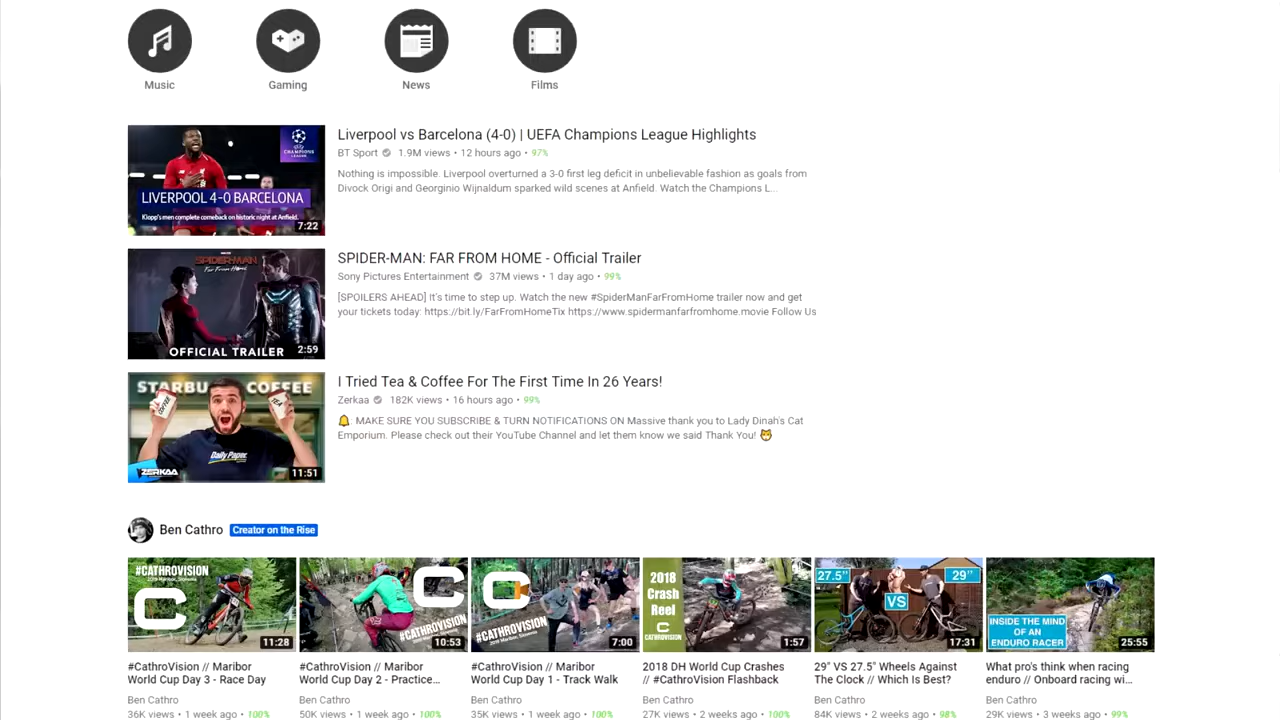 Music
Gaming
News
Films
LIVERPOOL 4-0 BARCELONA
Klopp's men complete comeback on historic night at Anfield.
7:22
Liverpool vs Barcelona (4-0) | UEFA Champions League Highlights
BT Sport 1.9M views • 12 hours ago • 97%
Nothing is impossible. Liverpool overturned a 3-0 first leg deficit in unbelievable fashion as goals from
Divock Origi and Georginio Wijnaldum sparked wild scenes at Anfield. Watch the Champions L...
SPIDER-MAN
Far From Home
OFFICIAL TRAILER
2:59
SPIDER-MAN: FAR FROM HOME - Official Trailer
Sony Pictures Entertainment 37M views • 1 day ago • 99%
[SPOILERS AHEAD] It's time to step up. Watch the new #SpiderManFarFromHome trailer now and get
your tickets today: https://bit.ly/FarFromHomeTix https://www.spidermanfarfromhome.movie Follow Us
STARBU COFFEE
COFFEE
TEA
Daily Paper
ZERKAA
11:51
I Tried Tea & Coffee For The First Time In 26 Years!
Zerkaa 182K views • 16 hours ago • 99%
🔔: MAKE SURE YOU SUBSCRIBE & TURN NOTIFICATIONS ON Massive thank you to Lady Dinah's Cat
Emporium. Please check out their YouTube Channel and let them know we said Thank You! 😺
Ben Cathro Creator on the Rise
#CATHROVISION
C
11:28
#CathroVision // Maribor
World Cup Day 3 - Race Day
Ben Cathro
36K views • 1 week ago • 100%
C
#CATHROVISION
10:53
#CathroVision // Maribor
World Cup Day 2 - Practice...
Ben Cathro
50K views • 1 week ago • 100%
C
#CATHROVISION
7:00
#CathroVision // Maribor
World Cup Day 1 - Track Walk
Ben Cathro
35K views • 1 week ago • 100%
2018
Crash
Reel
C
CATHROVISION
1:57
2018 DH World Cup Crashes
// #CathroVision Flashback
Ben Cathro
27K views • 2 weeks ago • 100%
27.5"
VS
29"
17:31
29" VS 27.5" Wheels Against
The Clock // Which Is Best?
Ben Cathro
84K views • 2 weeks ago • 98%
INSIDE THE MIND
OF AN
ENDURO RACER
25:55
What pro's think when racing
enduro // Onboard racing wi...
Ben Cathro
29K views • 3 weeks ago • 99%